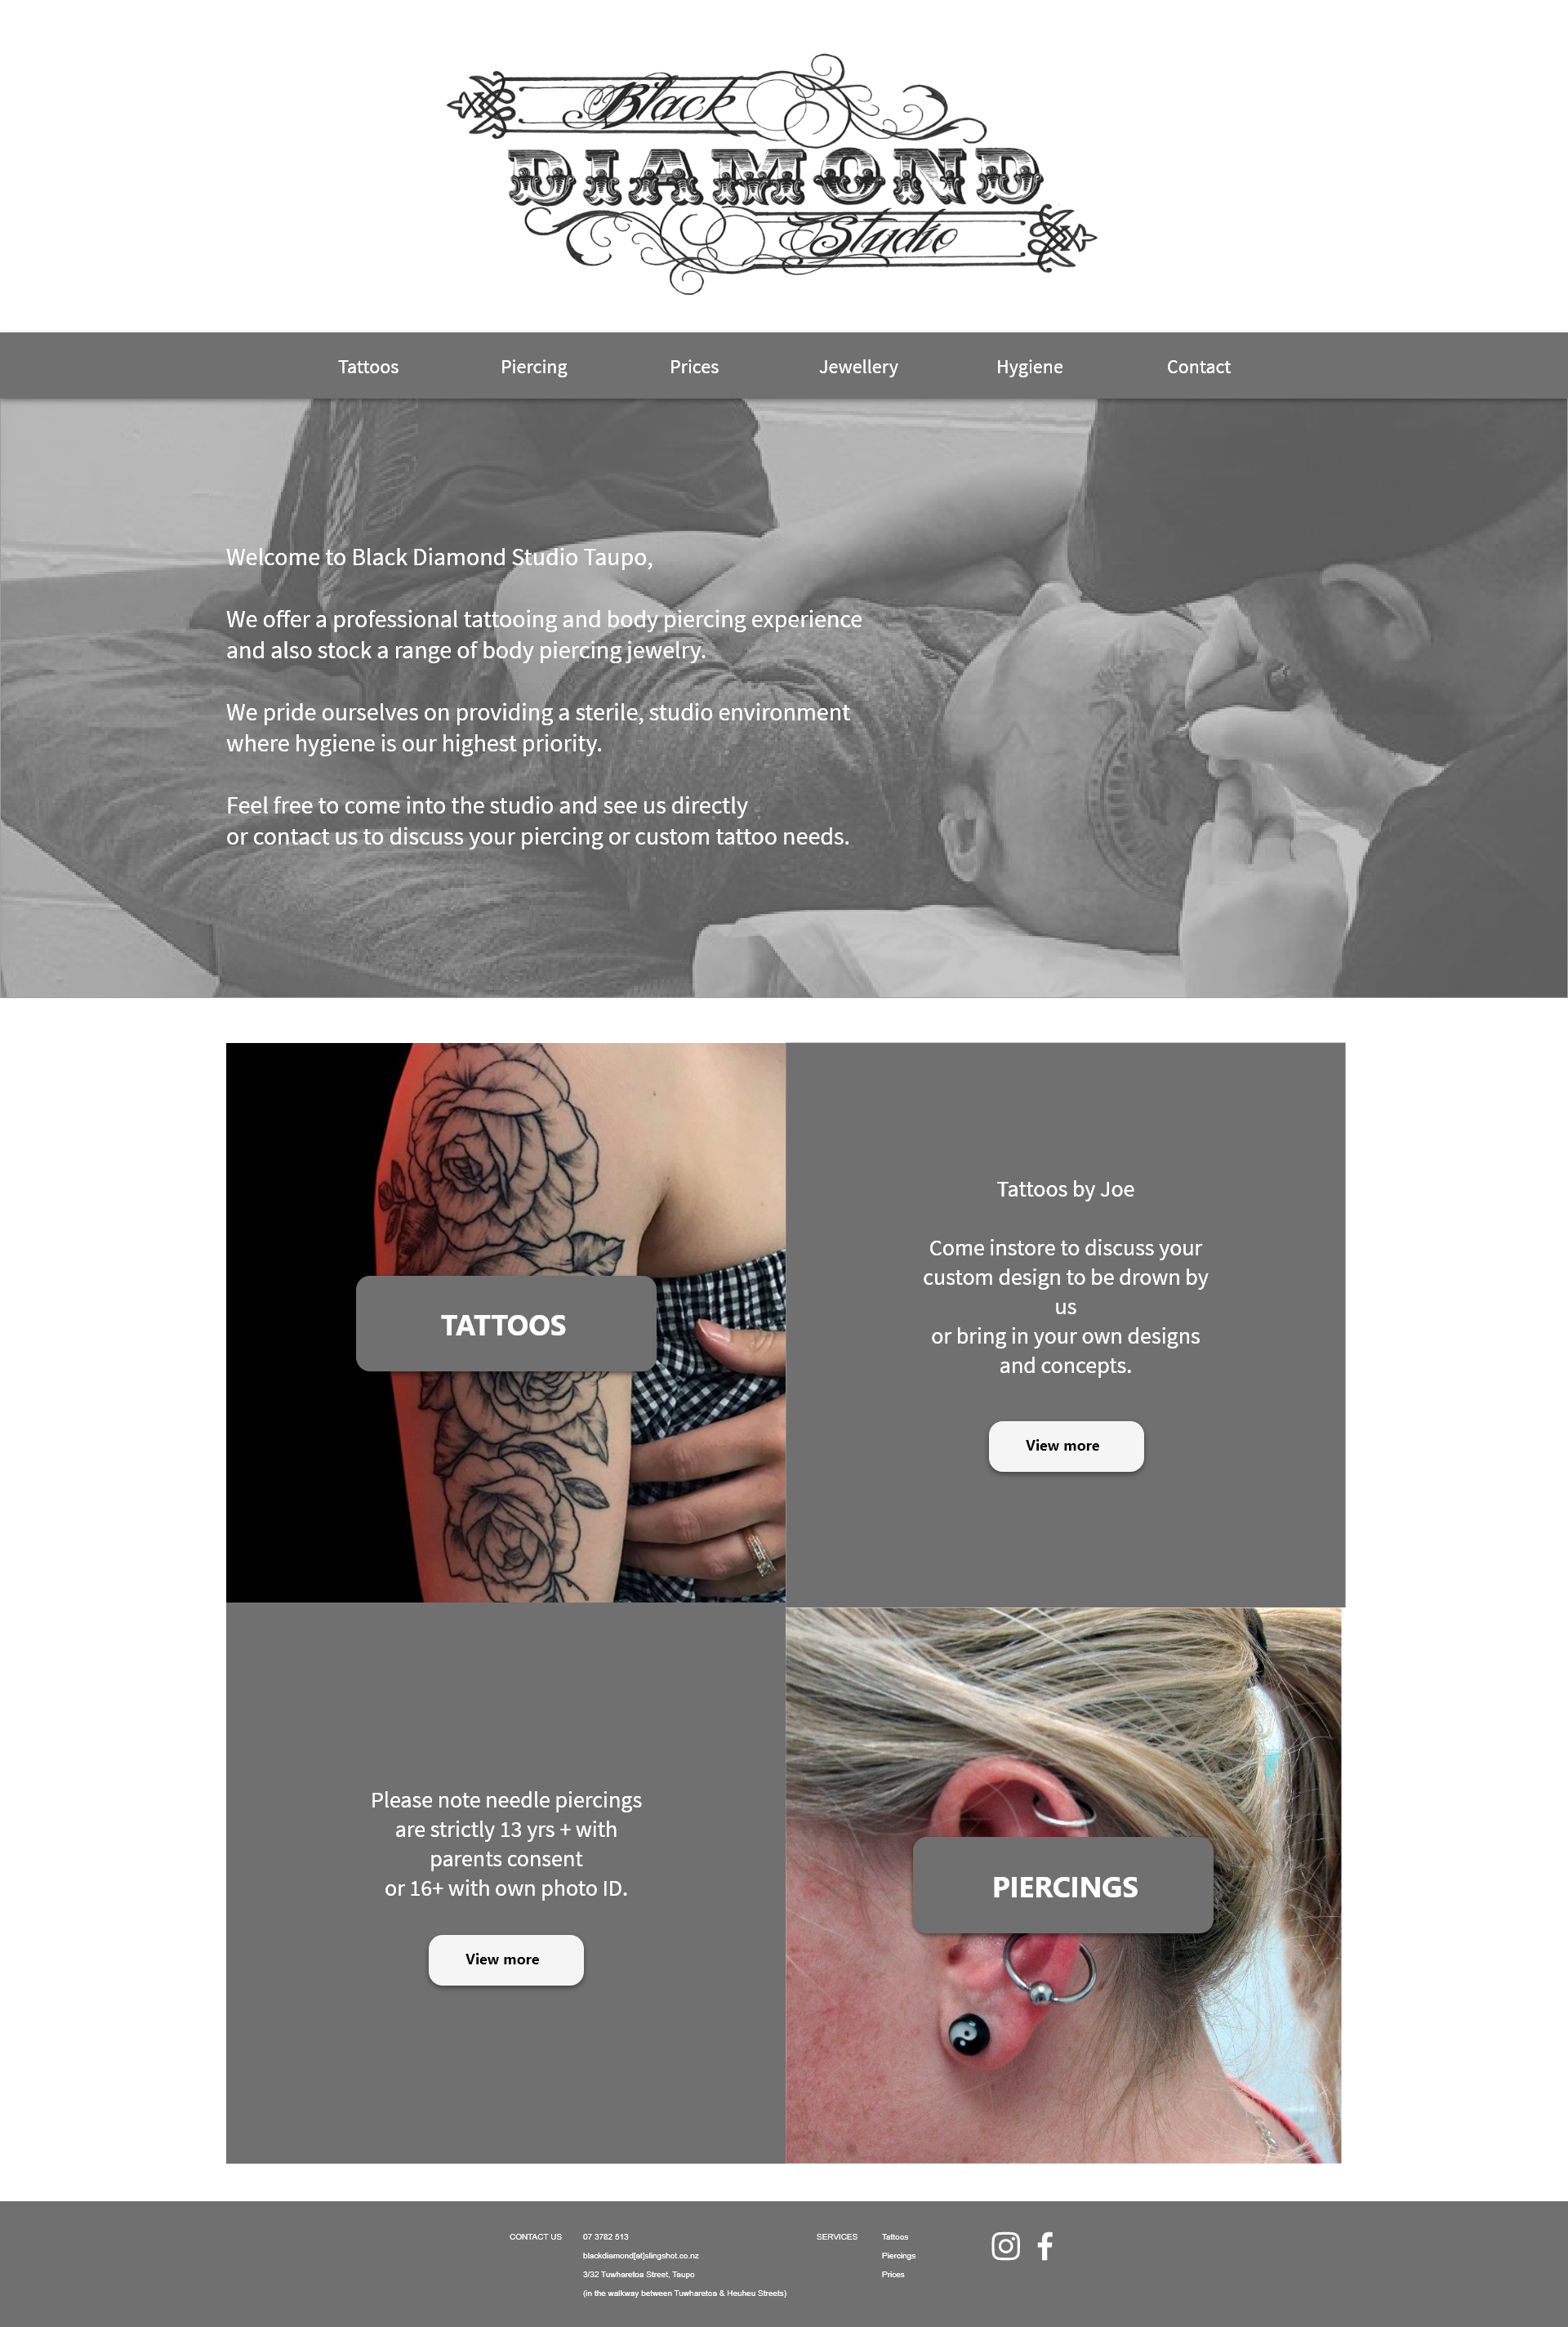 Black
DIAMOND
Studio
Tattoos Piercing Prices Jewellery Hygiene Contact
Welcome to Black Diamond Studio Taupo,
We offer a professional tattooing and body piercing experience
and also stock a range of body piercing jewelry.
We pride ourselves on providing a sterile, studio environment
where hygiene is our highest priority.
Feel free to come into the studio and see us directly
or contact us to discuss your piercing or custom tattoo needs.
TATTOOS
Tattoos by Joe
Come instore to discuss your
custom design to be drown by
us
or bring in your own designs
and concepts.
View more
Please note needle piercings
are strictly 13 yrs + with
parents consent
or 16+ with own photo ID.
View more
PIERCINGS
CONTACT US
07 3782 513
blackdiamond[at]slingshot.co.nz
3/32 Tuwharetoa Street, Taupo
(in the walkway between Tuwharetoa & Heuheu Streets)
SERVICES
Tattoos
Piercings
Prices